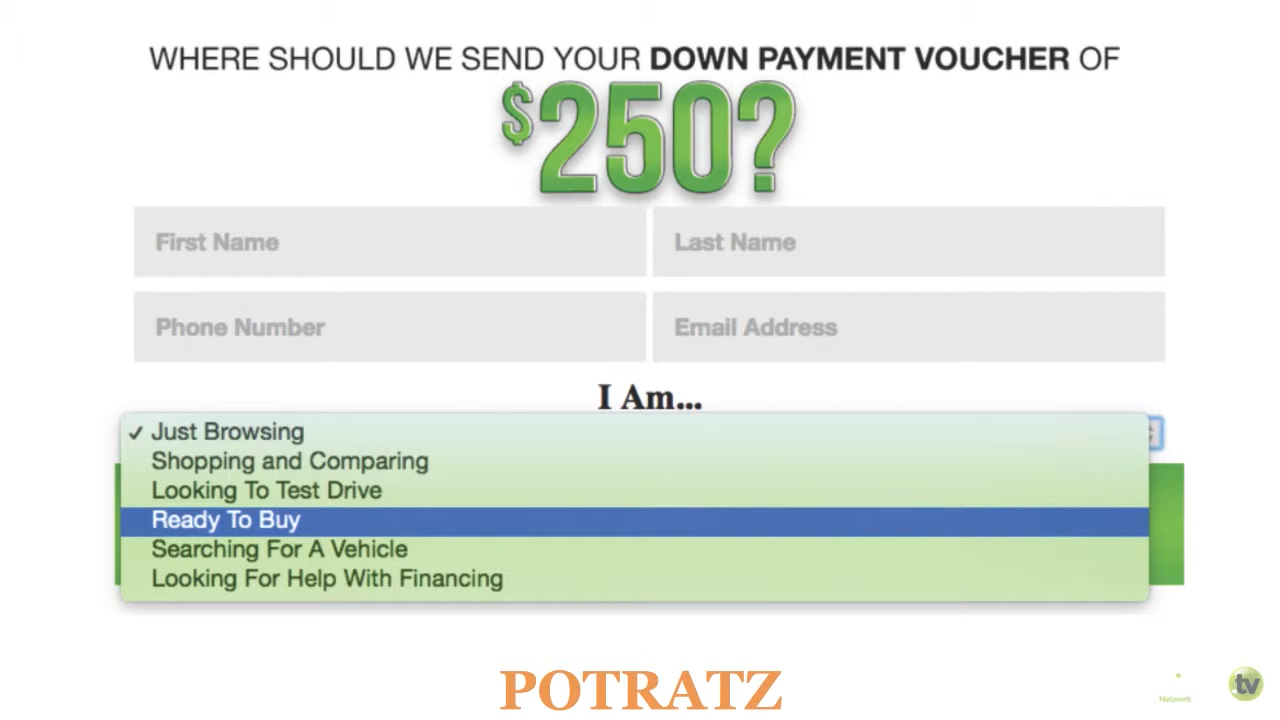 WHERE SHOULD WE SEND YOUR DOWN PAYMENT VOUCHER OF
$250?
First Name
Last Name
Phone Number
Email Address
I Am...
✓ Just Browsing
Shopping and Comparing
Looking To Test Drive
Ready To Buy
Searching For A Vehicle
Looking For Help With Financing
POTRATZ
Network
.tv